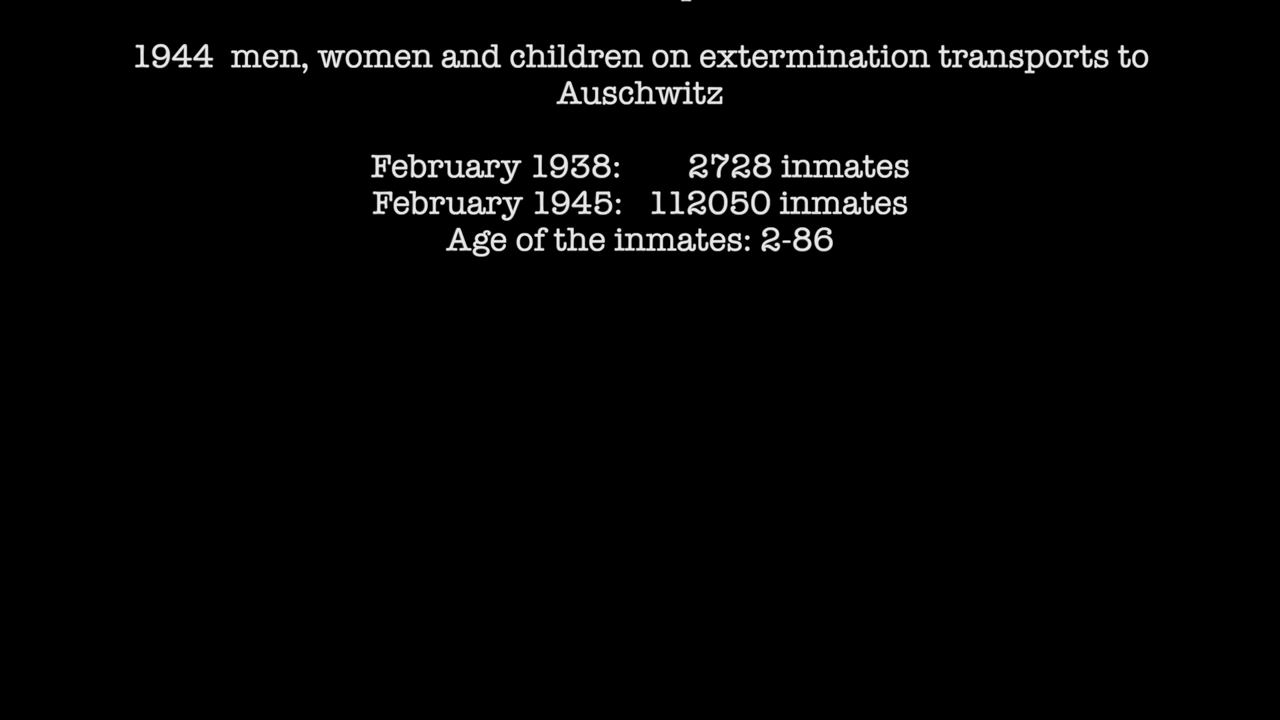 1944 men, women and children on extermination transports to
Auschwitz
February 1938: 2728 inmates
February 1945: 112050 inmates
Age of the inmates: 2-86